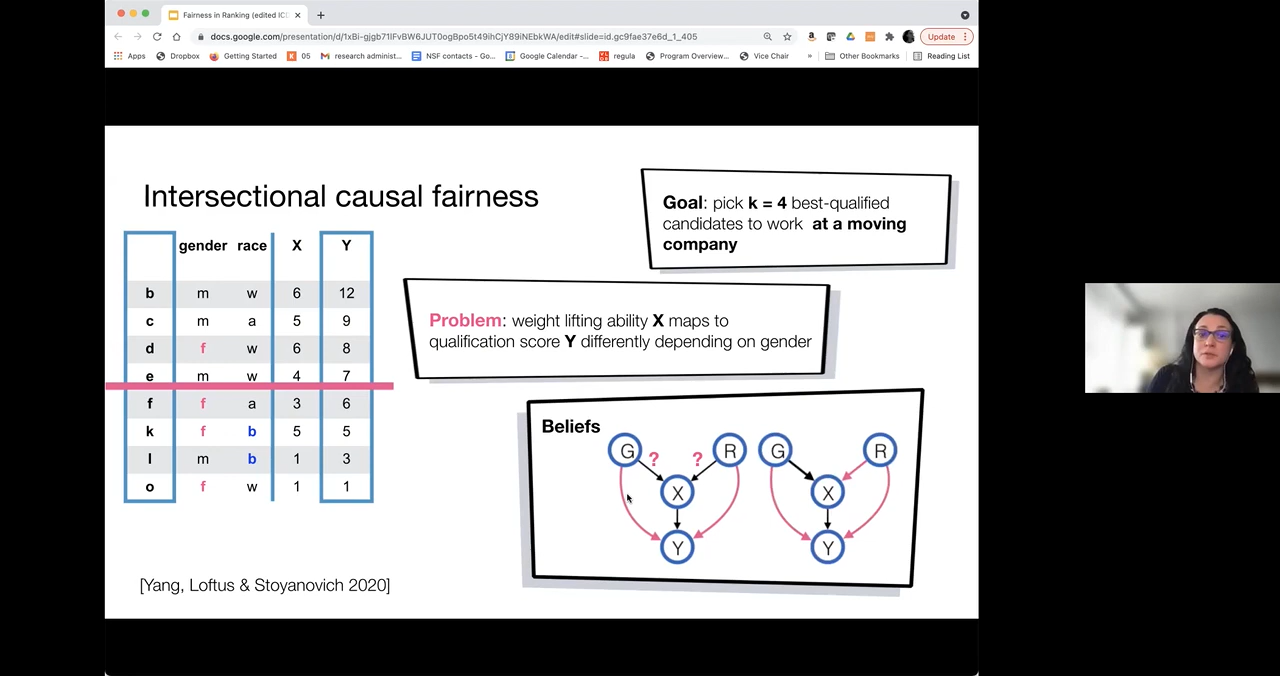 Fairness in Ranking (edited IC
docs.google.com/presentation/d/1xBi-gjgb71IFvBW6JUT0ogBpo5t49ihCjY89iNEbkWA/edit#slide=id.gc9fae37e6d_1_405
Update
Apps Dropbox Getting Started 05 research administ... NSF contacts - Go... Google Calendar -... regula Program Overview... Vice Chair » Other Bookmarks Reading List
Intersectional causal fairness
Goal: pick k = 4 best-qualified
candidates to work at a moving
company
Problem: weight lifting ability X maps to
qualification score Y differently depending on gender
gender race X Y
b m w 6 12
c m a 5 9
d f w 6 8
e m w 4 7
f f a 3 6
k f b 5 5
l m b 1 3
o f w 1 1
Beliefs
G ? ? R G R
X X
Y Y
[Yang, Loftus & Stoyanovich 2020]